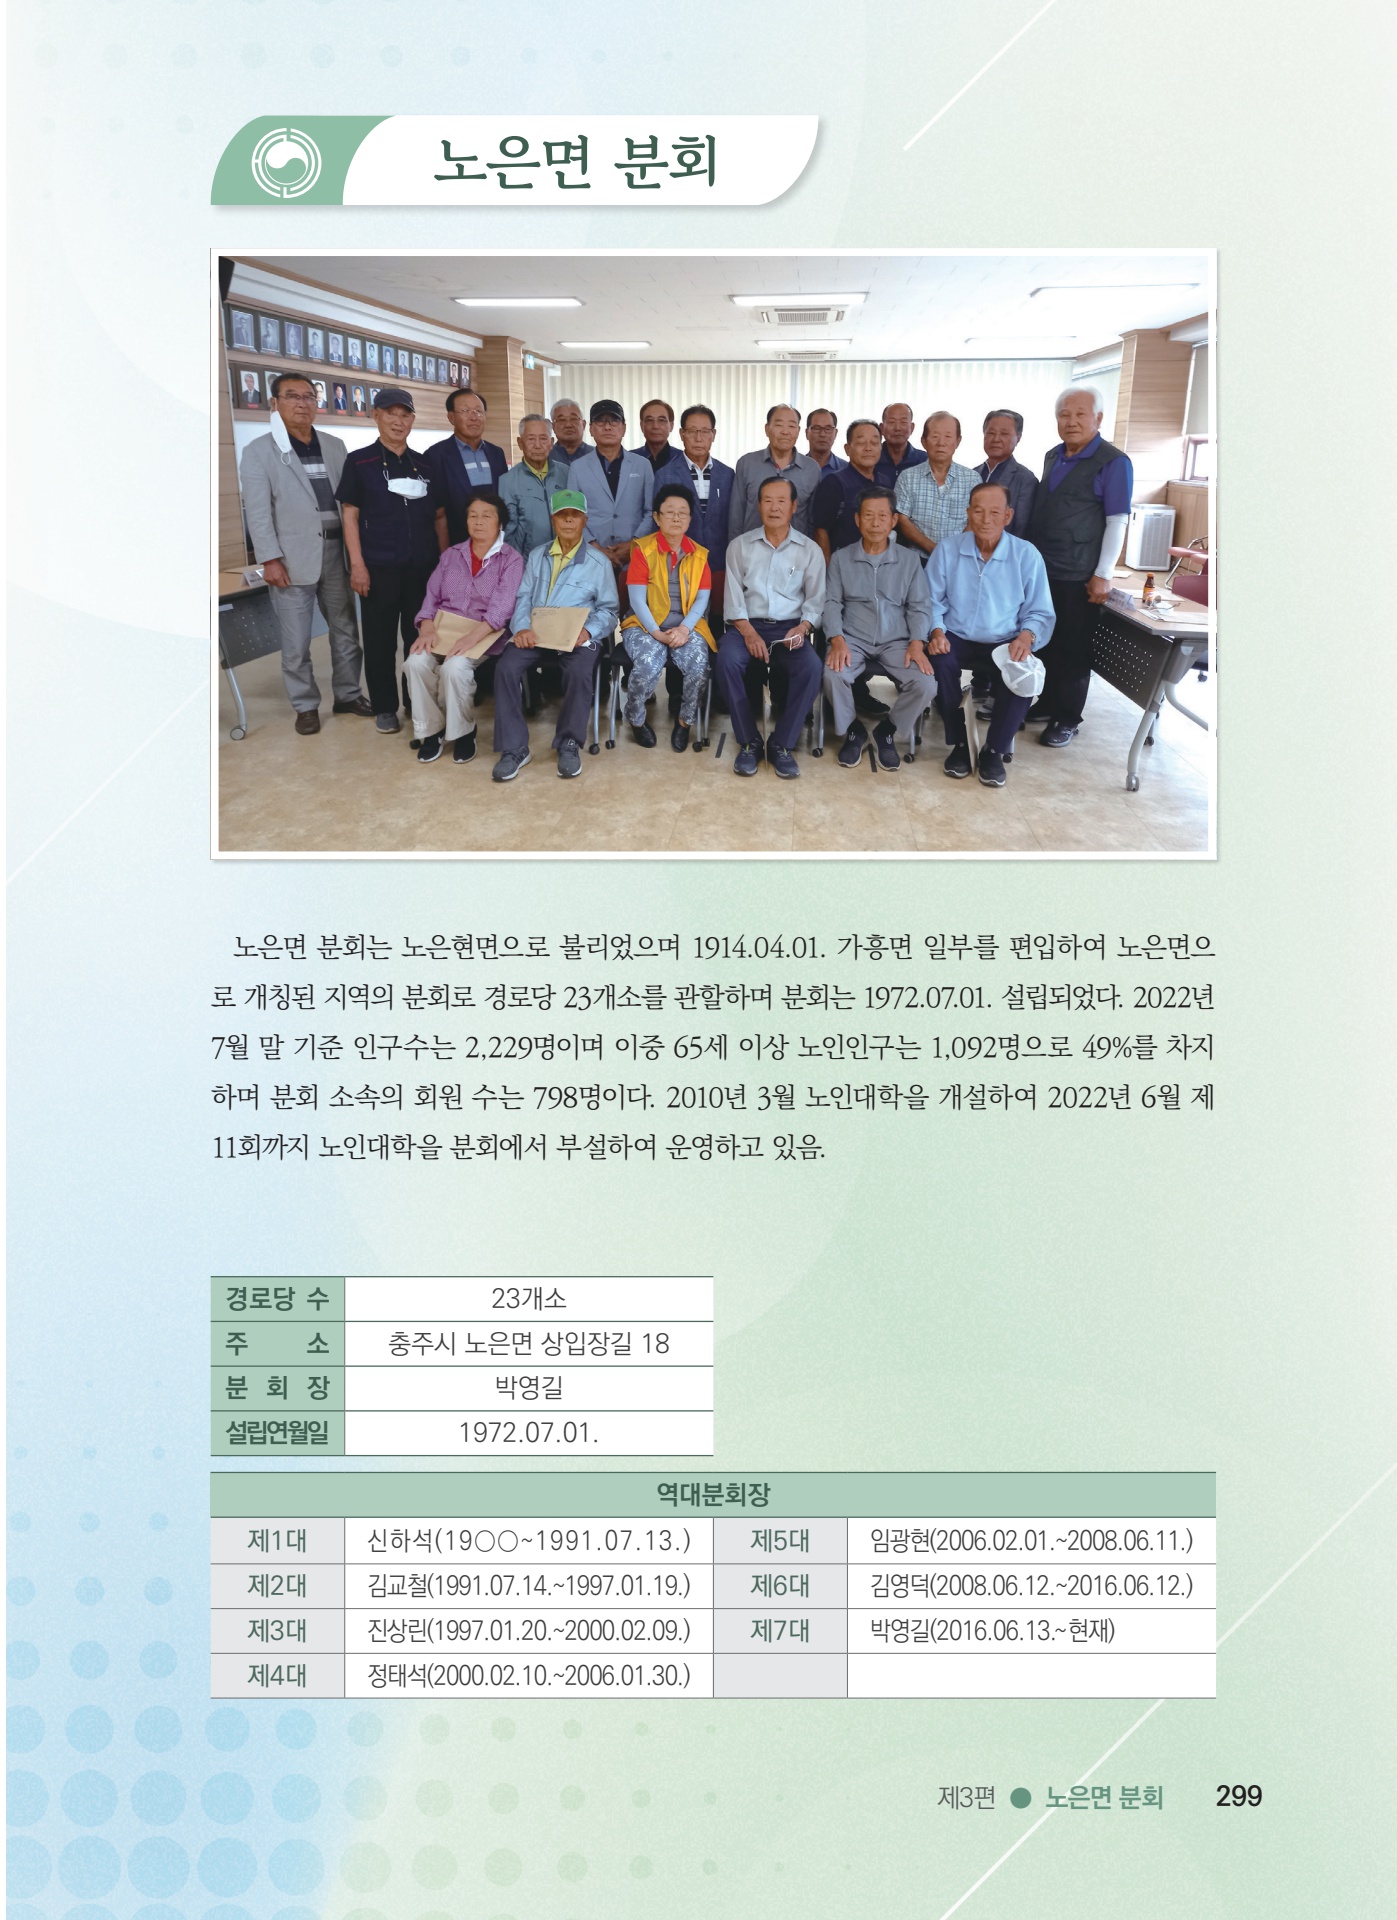 노은면 분회
노은면 분회는 노은현면으로 불리었으며 1914.04.01. 가흥면 일부를 편입하여 노은면으
로 개칭된 지역의 분회로 경로당 23개소를 관할하며 분회는 1972.07.01. 설립되었다. 2022년
7월 말 기준 인구수는 2,229명이며 이중 65세 이상 노인인구는 1,092명으로 49%를 차지
하며 분회 소속의 회원 수는 798명이다. 2010년 3월 노인대학을 개설하여 2022년 6월 제
11회까지 노인대학을 분회에서 부설하여 운영하고 있음.
경로당 수 23개소
주 소 충주시 노은면 상입장길 18
분 회 장 박영길
설립연월일 1972.07.01.
역대분회장
제1대 신하석(19○○~1991.07.13.) 제5대 임광현(2006.02.01.~2008.06.11.)
제2대 김교철(1991.07.14.~1997.01.19.) 제6대 김영덕(2008.06.12.~2016.06.12.)
제3대 진상린(1997.01.20.~2000.02.09.) 제7대 박영길(2016.06.13.~현재)
제4대 정태석(2000.02.10.~2006.01.30.)
제3편 ● 노은면 분회 299